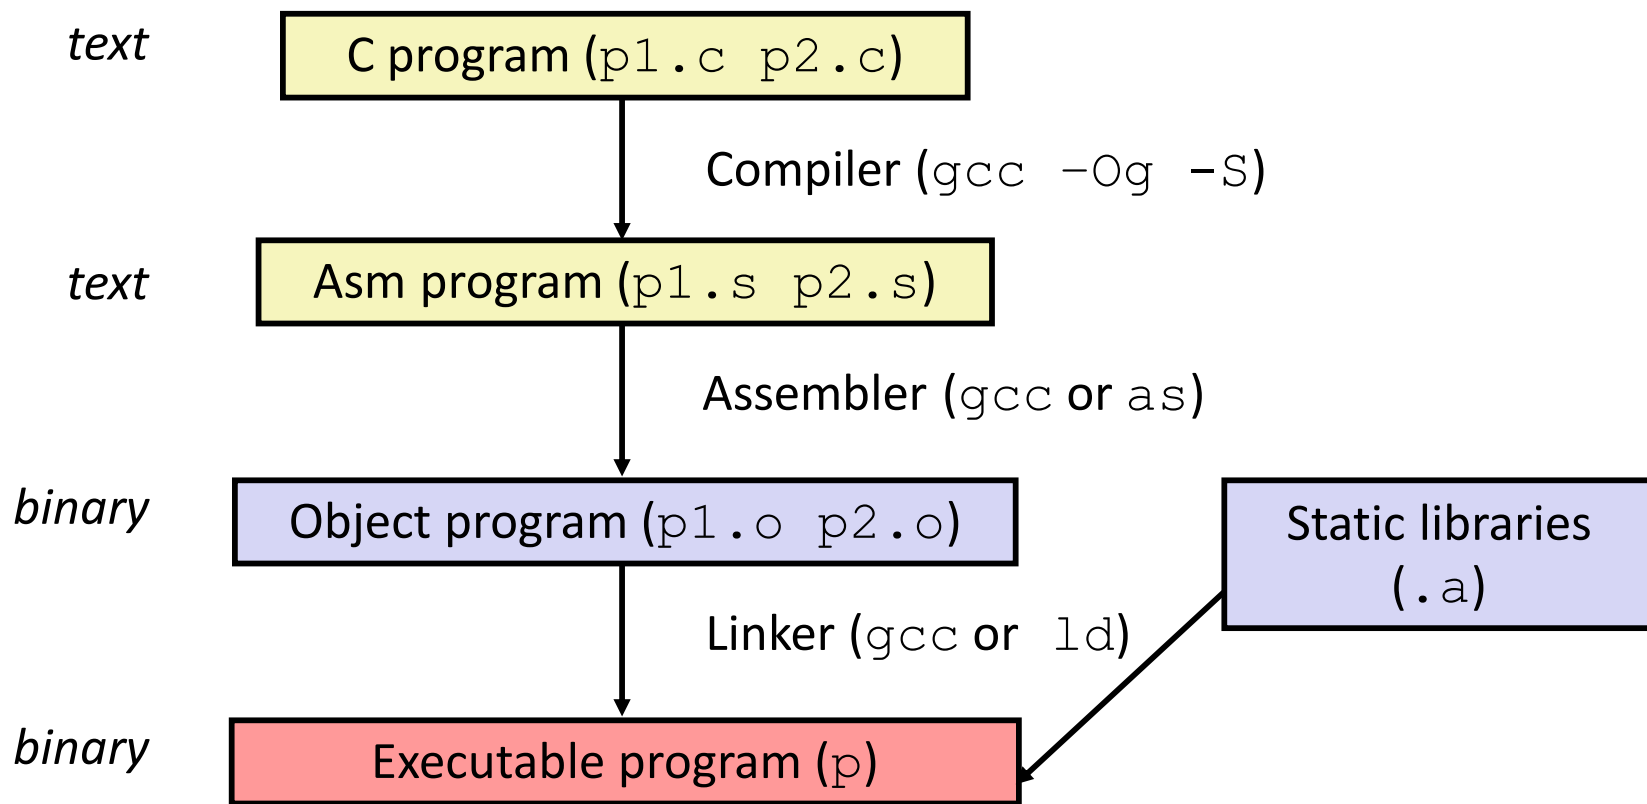 text
C program (p1.c p2.c)
Compiler (gcc –Og -S)
text
Asm program (p1.s p2.s)
Assembler (gcc or as)
binary
Object program (p1.o p2.o)
Static libraries
(.a)
Linker (gcc or ld)
binary
Executable program (p)